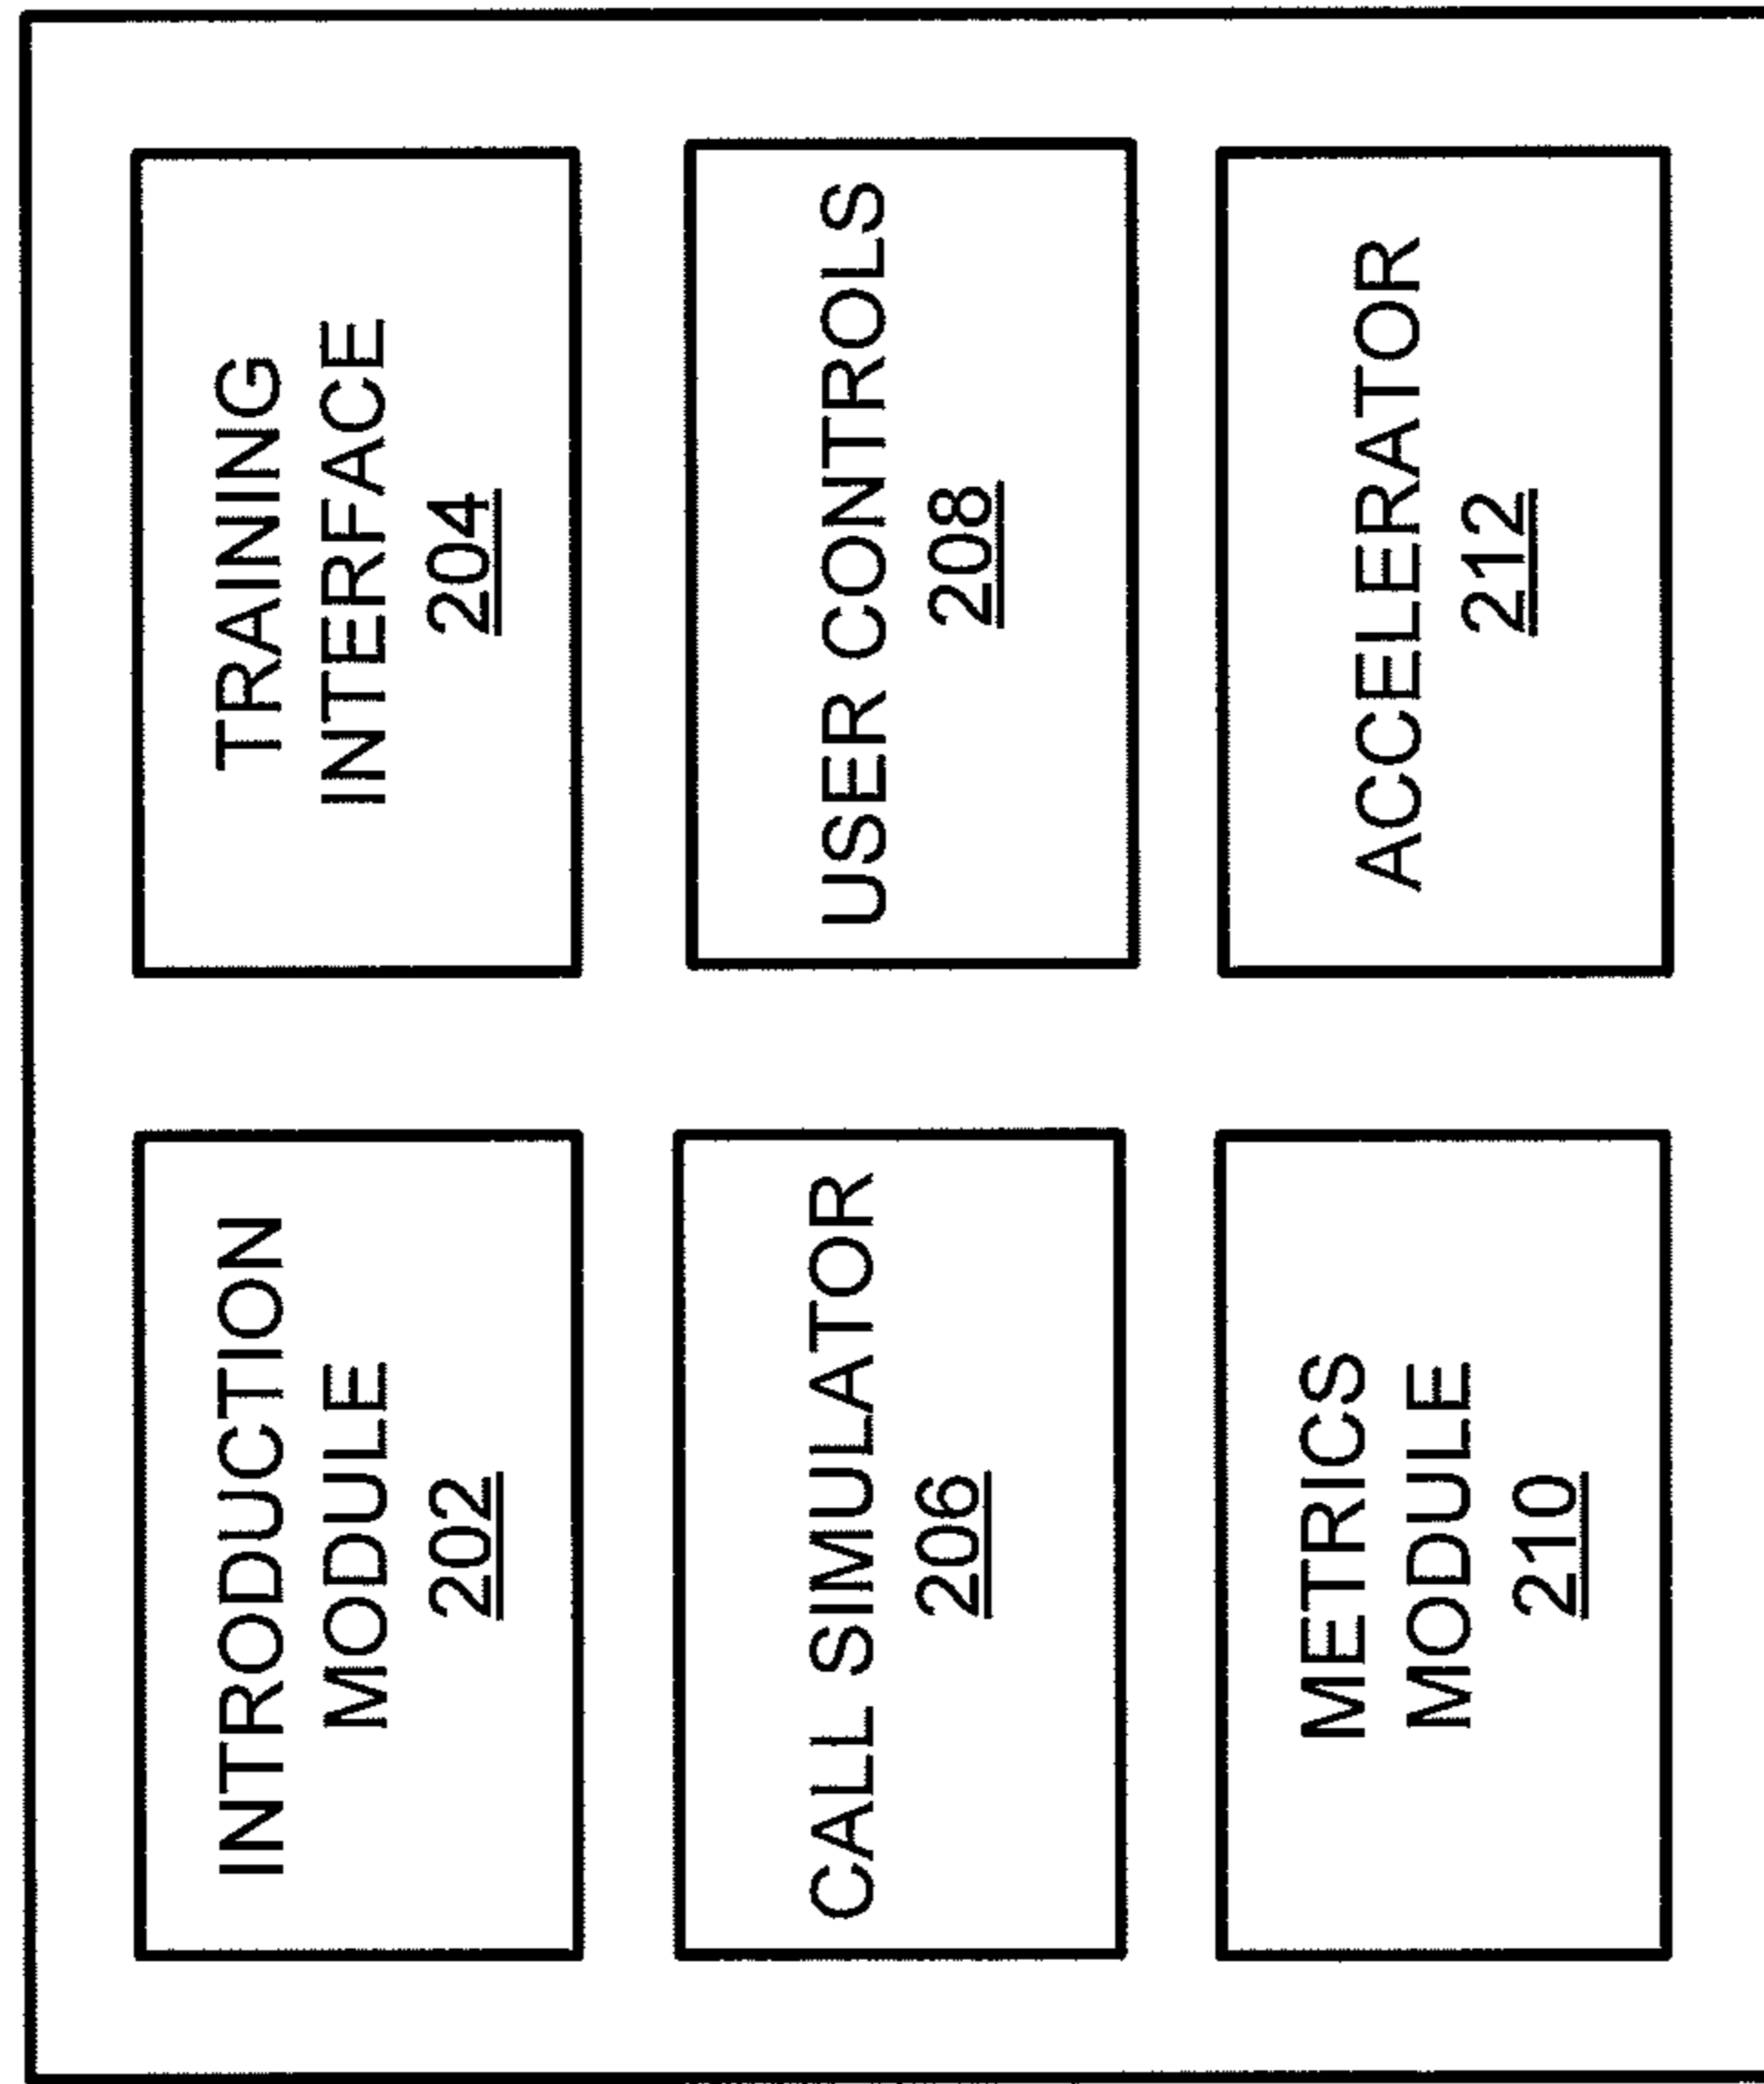 INTRODUCTION
MODULE
202
TRAINING
INTERFACE
204
CALL SIMULATOR
206
USER CONTROLS
208
METRICS
MODULE
210
ACCELERATOR
212